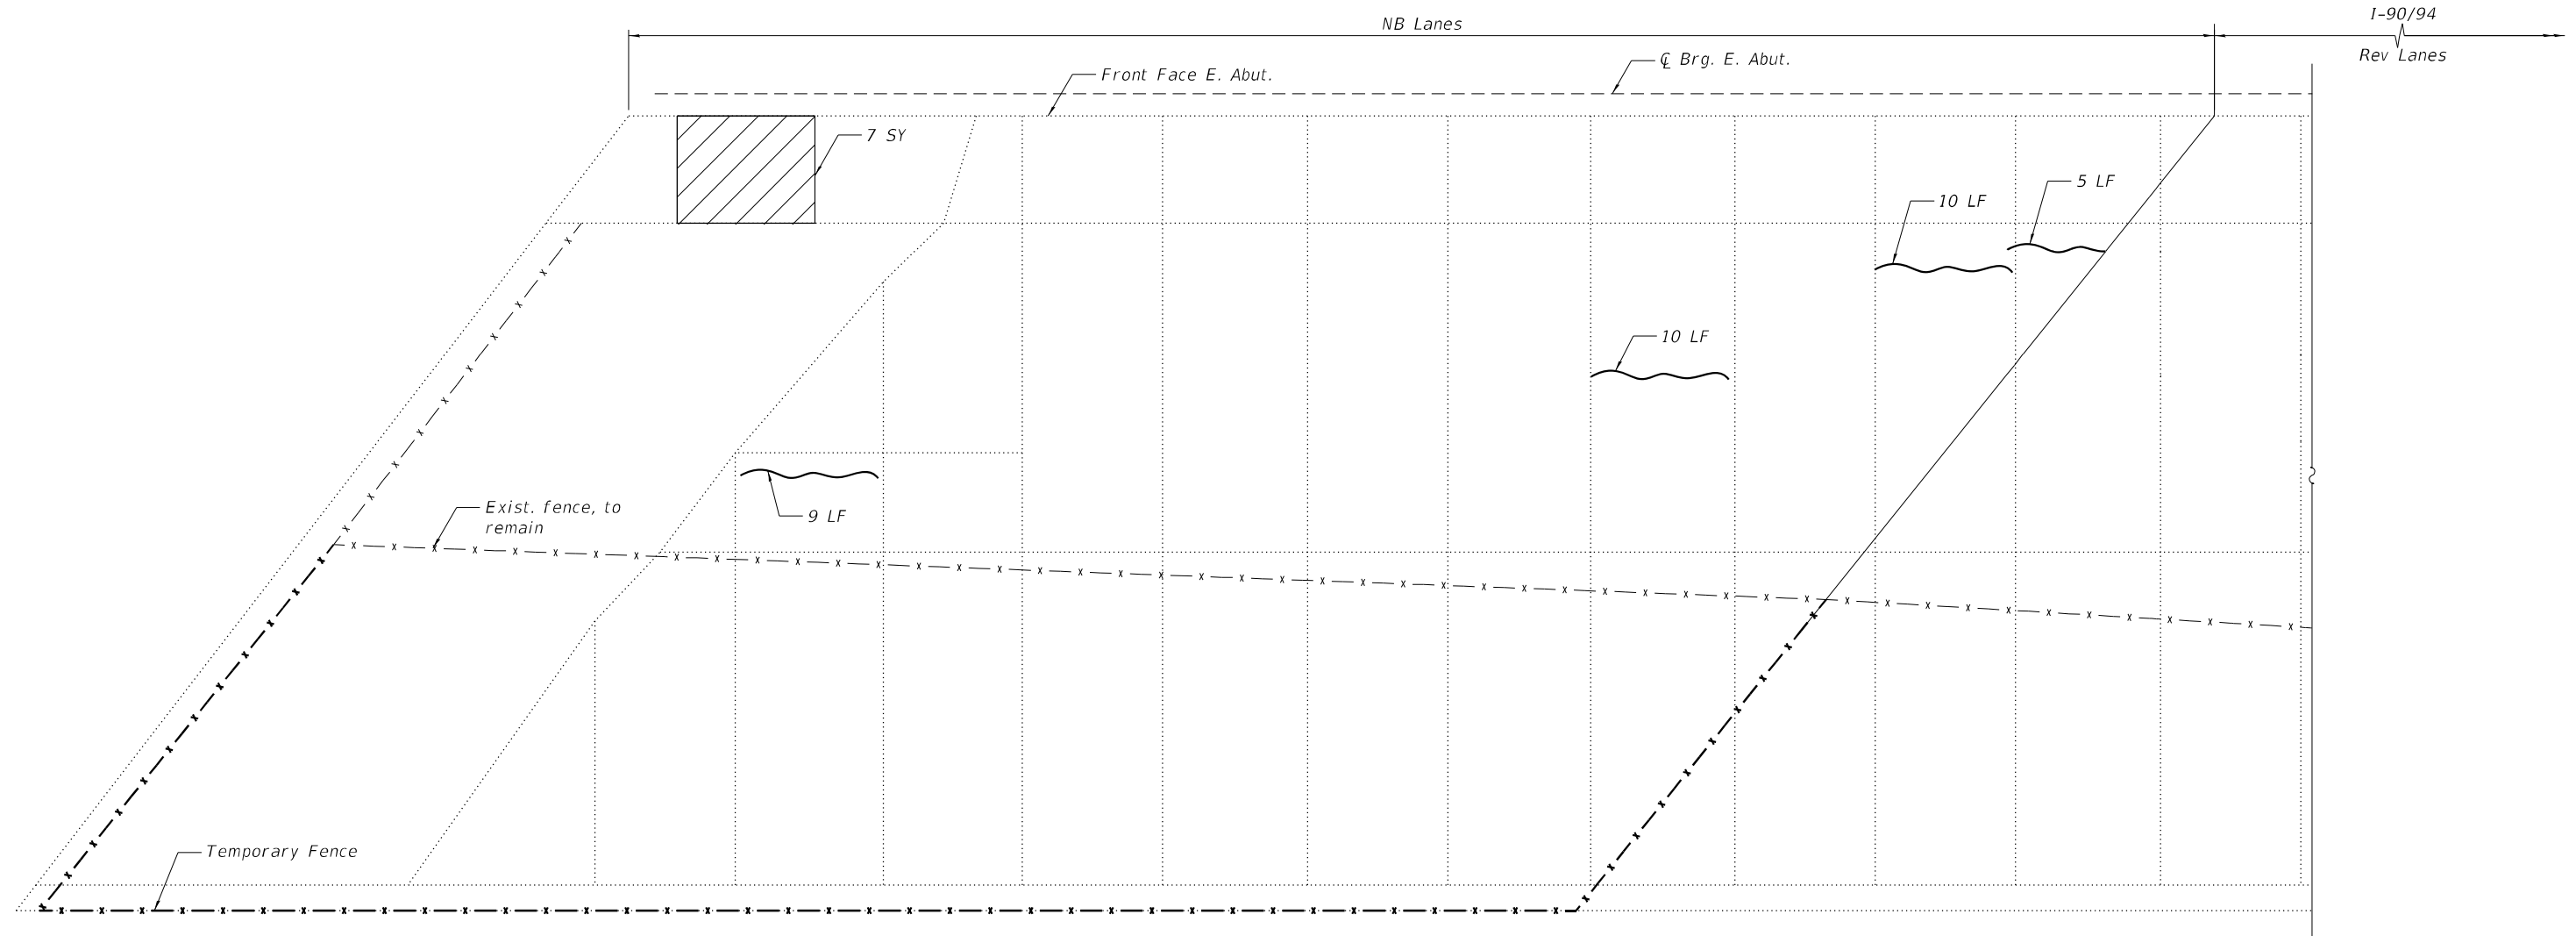 NB Lanes
I-90/94
Rev Lanes
℄ Brg. E. Abut.
Front Face E. Abut.
7 SY
5 LF
10 LF
10 LF
9 LF
Exist. fence, to
remain
Temporary Fence